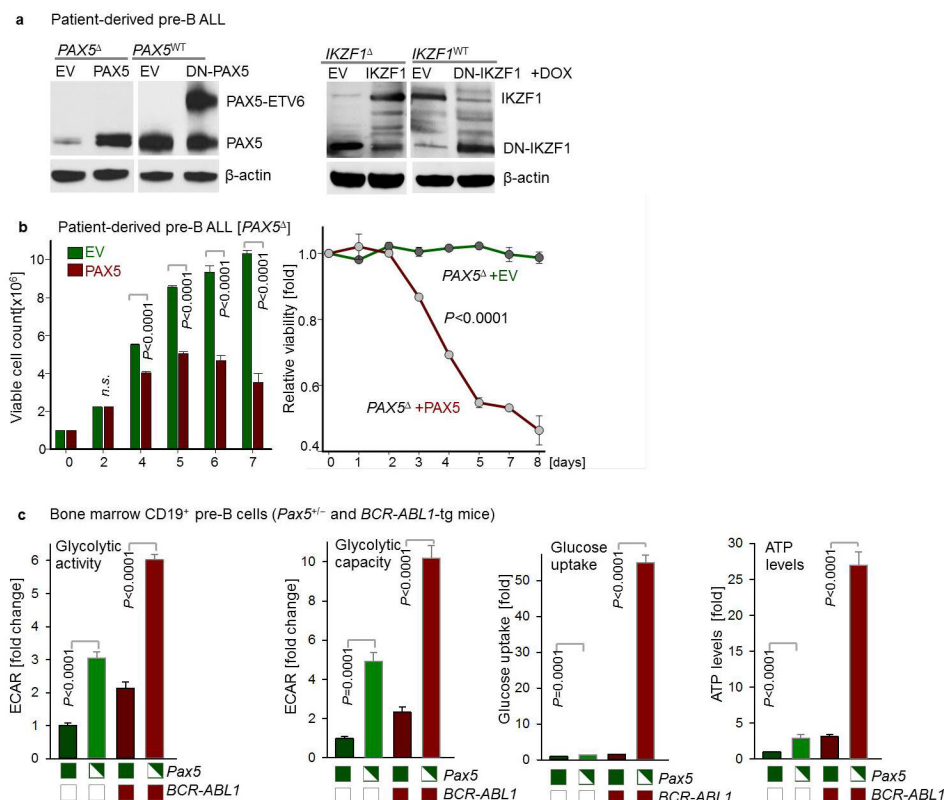 a Patient-derived pre-B ALL
PAX5Δ PAX5WT
EV PAX5 EV DN-PAX5
PAX5-ETV6
PAX5
β-actin
IKZF1Δ IKZF1WT
EV IKZF1 EV DN-IKZF1 +DOX
IKZF1
DN-IKZF1
β-actin
b Patient-derived pre-B ALL [PAX5Δ]
EV
PAX5
Viable cell count[x10⁶]
10
8
6
4
2
0
n.s.
P<0.0001
P<0.0001
P<0.0001
P<0.0001
0 2 4 5 6 7
Relative viability [fold]
1.0
0.8
0.6
0.4
PAX5Δ +EV
P<0.0001
PAX5Δ +PAX5
0 1 2 3 4 5 7 8 [days]
c Bone marrow CD19⁺ pre-B cells (Pax5⁺/⁻ and BCR-ABL1-tg mice)
Glycolytic
activity
ECAR [fold change]
6
5
4
3
2
1
0
P<0.0001
P<0.0001
Pax5
BCR-ABL1
Glycolytic
capacity
ECAR [fold change]
10
8
6
4
2
0
P=0.0001
P<0.0001
Pax5
BCR-ABL1
Glucose
uptake
Glucose uptake [fold]
50
40
30
20
10
0
P=0.0001
P<0.0001
Pax5
BCR-ABL1
ATP
levels
ATP levels [fold]
30
25
20
15
10
5
0
P<0.0001
P<0.0001
Pax5
BCR-ABL1